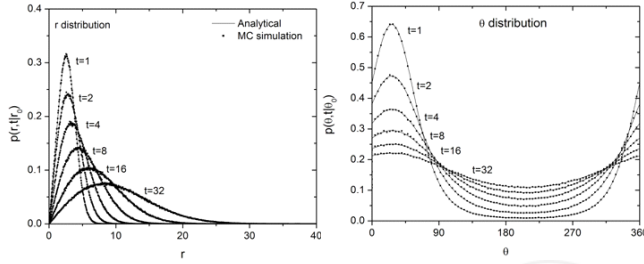 r distribution
Analytical
MC simulation
t=1
t=2
t=4
t=8
t=16
t=32
p(r,t|r0)
0.4
0.3
0.2
0.1
0.0
0 10 20 30 40
r
θ distribution
t=1
t=2
t=4
t=8
t=16
t=32
p(θ,t|θ0)
0.7
0.6
0.5
0.4
0.3
0.2
0.1
0.0
0 90 180 270 360
θ